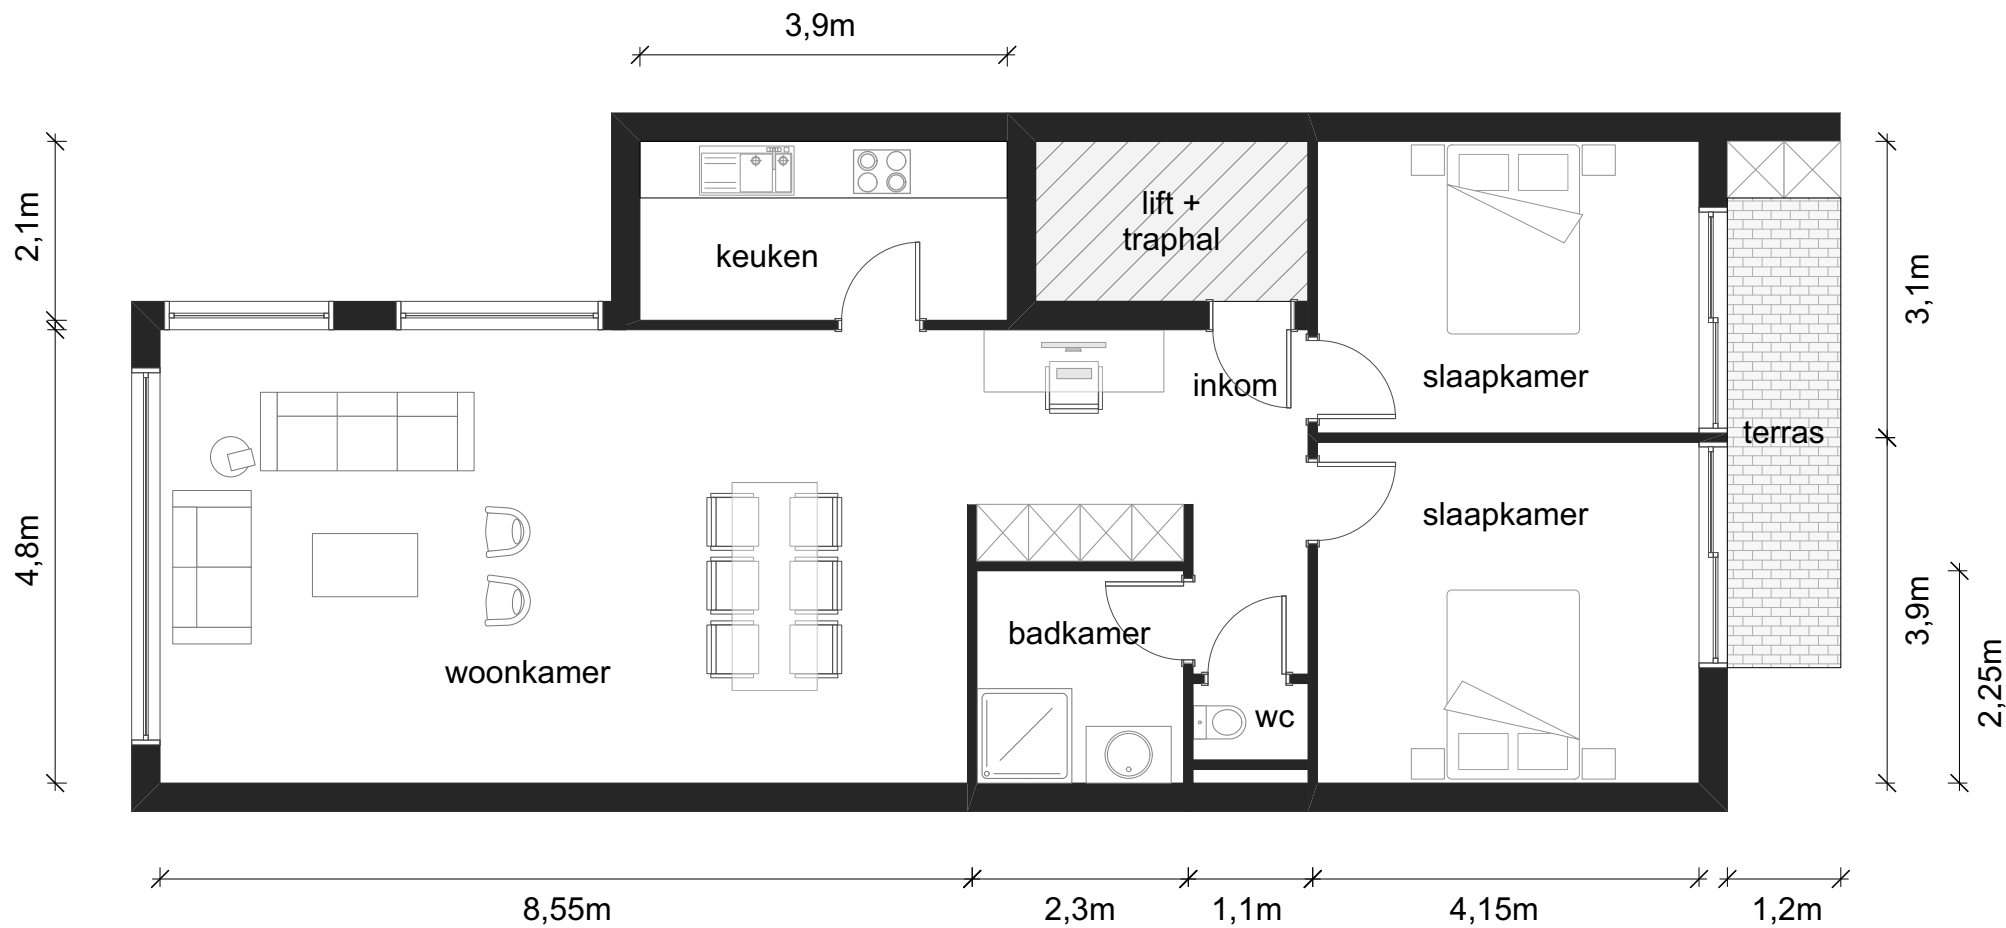 3,9m
2,1m
keuken
lift +
traphal
3,1m
slaapkamer
inkom
terras
4,8m
slaapkamer
3,9m
badkamer
woonkamer
wc
2,25m
8,55m
2,3m
1,1m
4,15m
1,2m